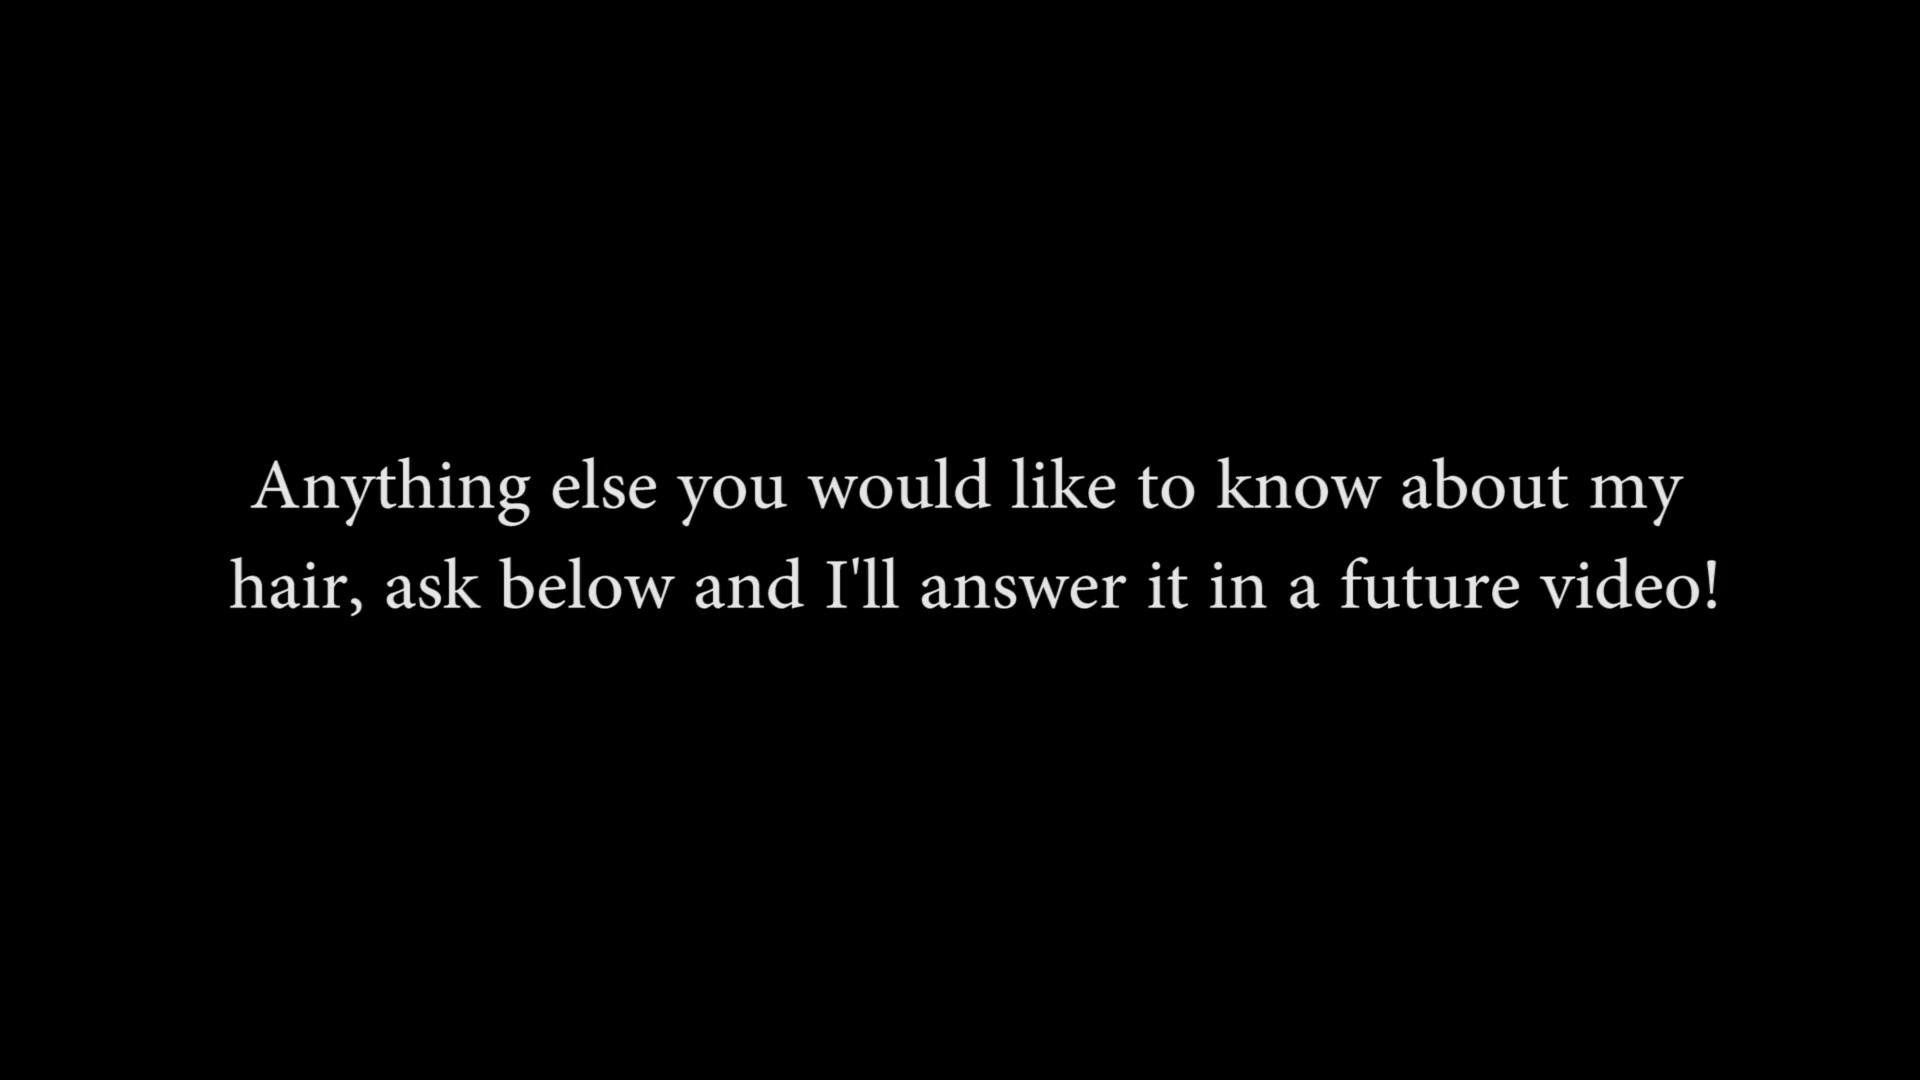 Anything else you would like to know about my
hair, ask below and I'll answer it in a future video!